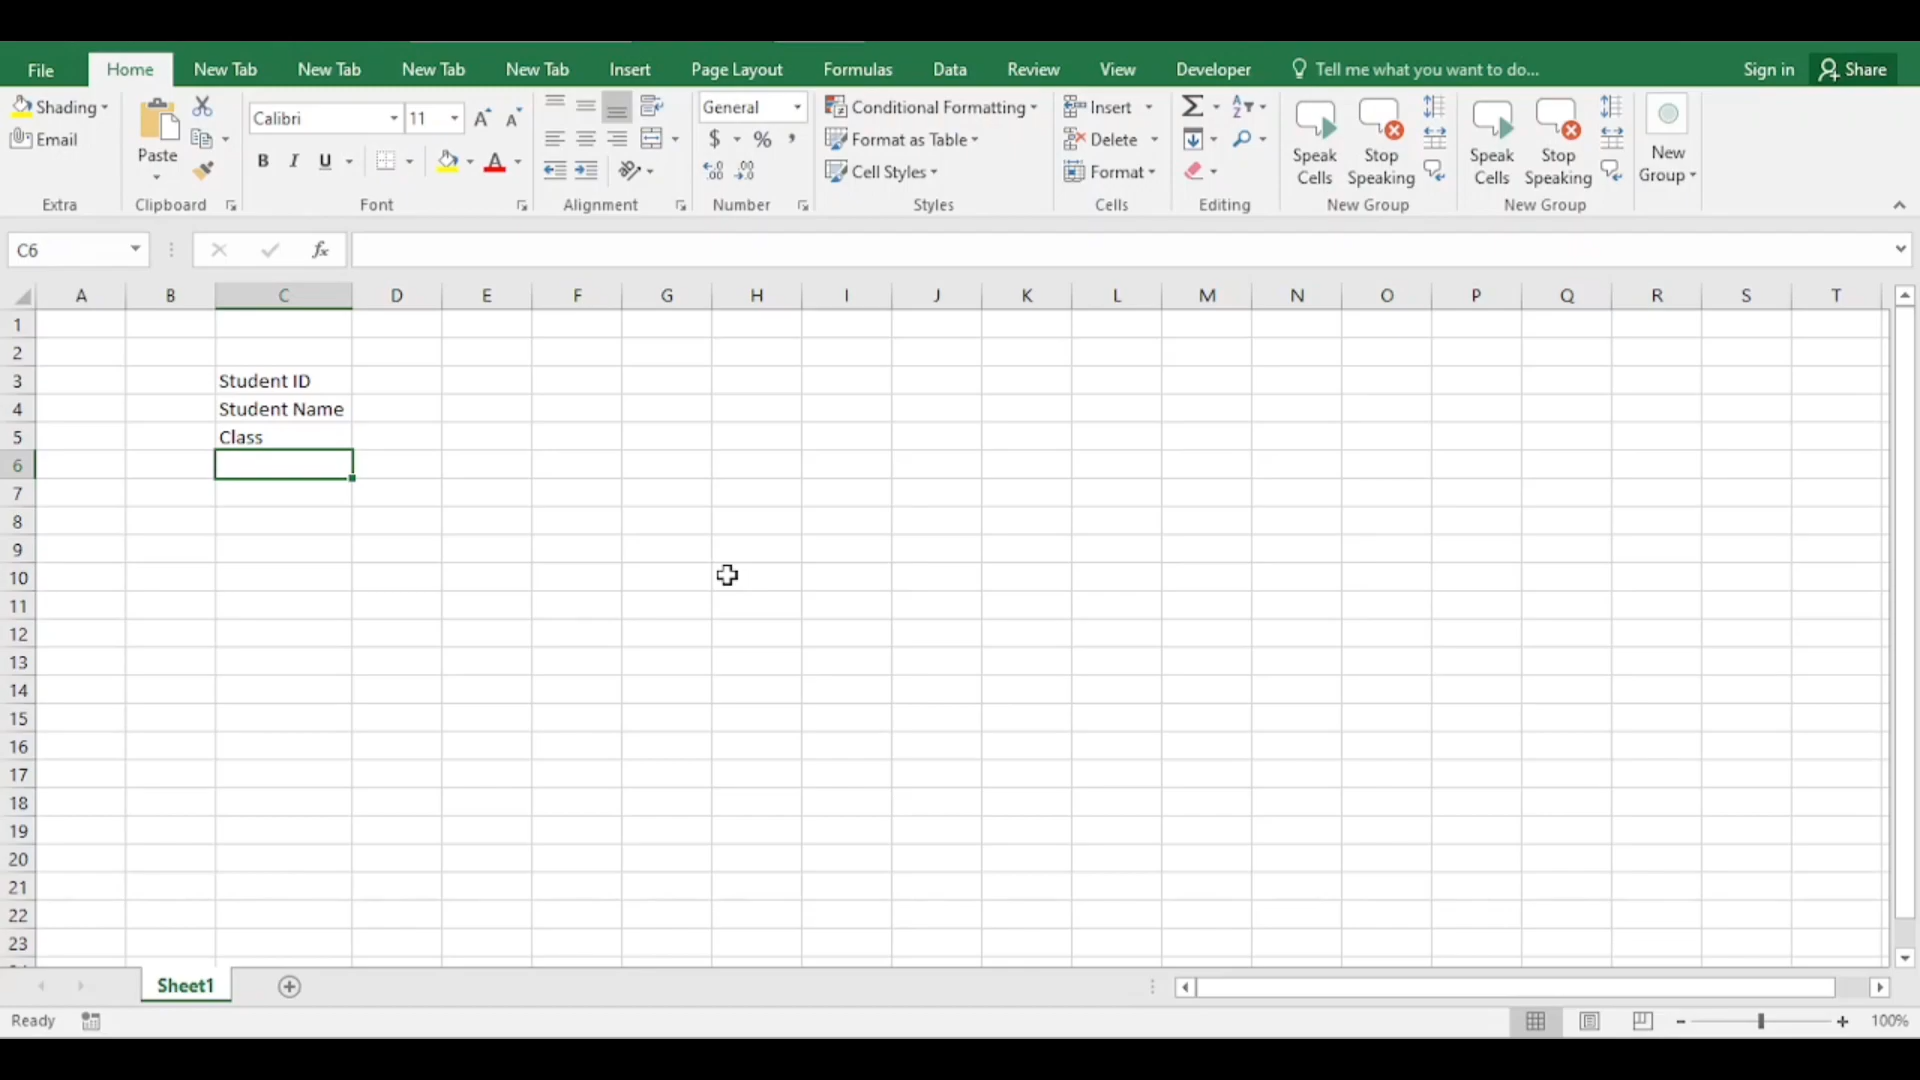 File Home New Tab New Tab New Tab New Tab Insert Page Layout Formulas Data Review View Developer Tell me what you want to do... Sign in Share
Shading
Email
Extra
Paste
Clipboard
Calibri 11
A A
B I U A
Font
Alignment
General
$ % ,
.0 .00 .00 .0
Number
Conditional Formatting
Format as Table
Cell Styles
Styles
Insert
Delete
Format
Cells
Σ A Z
Editing
Speak Cells
Stop Speaking
New Group
Speak Cells
Stop Speaking
New Group
New Group
C6 fx
A B C D E F G H I J K L M N O P Q R S T
1
2
3 Student ID
4 Student Name
5 Class
6
7
8
9
10
11
12
13
14
15
16
17
18
19
20
21
22
23
Sheet1
Ready 100%